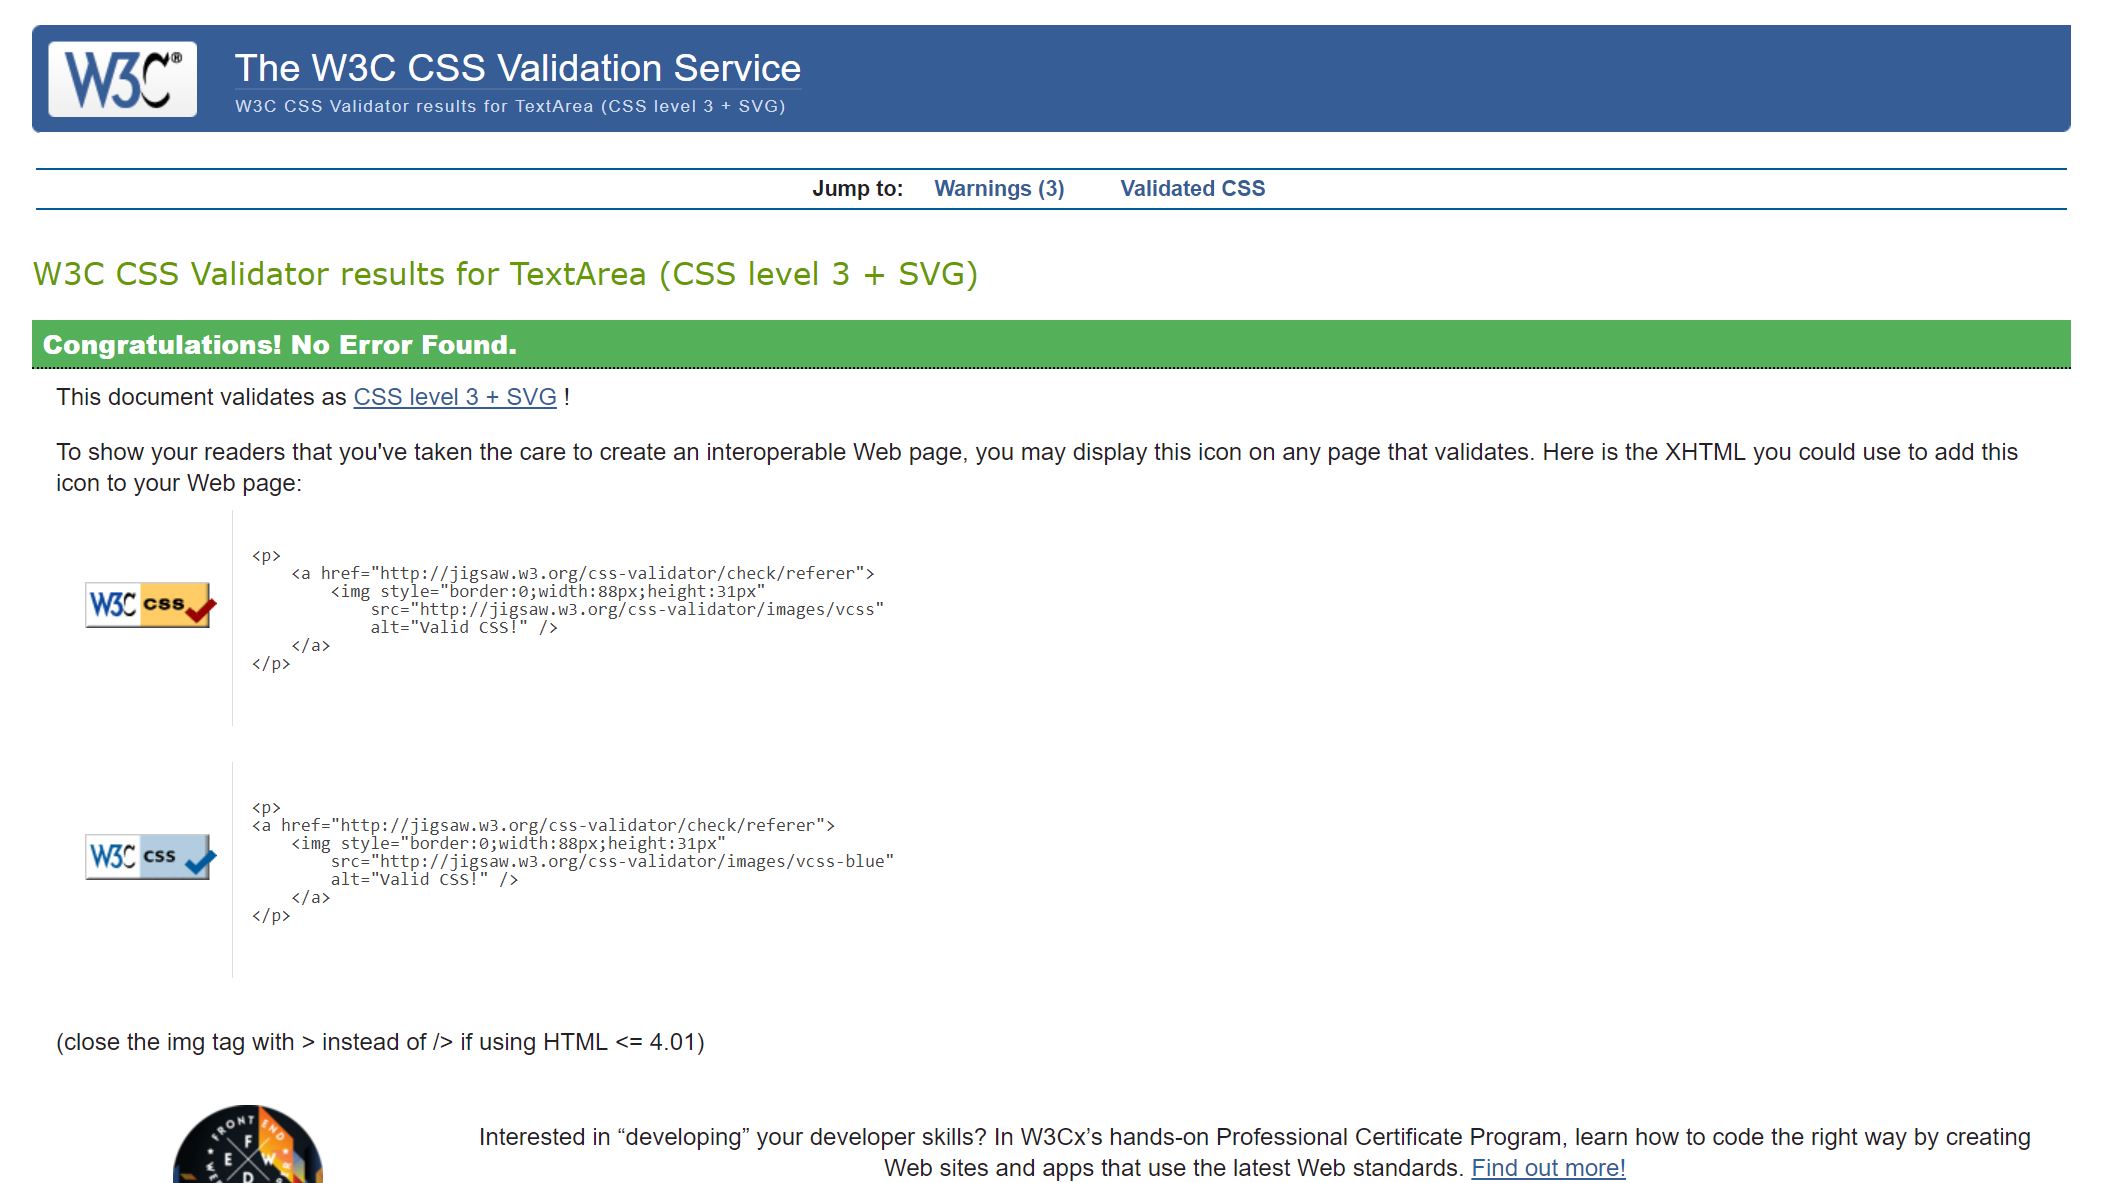 W3C®
The W3C CSS Validation Service
W3C CSS Validator results for TextArea (CSS level 3 + SVG)
Jump to: Warnings (3) Validated CSS
W3C CSS Validator results for TextArea (CSS level 3 + SVG)
Congratulations! No Error Found.
This document validates as CSS level 3 + SVG !
To show your readers that you've taken the care to create an interoperable Web page, you may display this icon on any page that validates. Here is the XHTML you could use to add this
icon to your Web page:
W3C css
<p>
    <a href="http://jigsaw.w3.org/css-validator/check/referer">
        <img style="border:0;width:88px;height:31px"
            src="http://jigsaw.w3.org/css-validator/images/vcss"
            alt="Valid CSS!" />
    </a>
</p>
W3C css
<p>
<a href="http://jigsaw.w3.org/css-validator/check/referer">
    <img style="border:0;width:88px;height:31px"
        src="http://jigsaw.w3.org/css-validator/images/vcss-blue"
        alt="Valid CSS!" />
    </a>
</p>
(close the img tag with > instead of /> if using HTML <= 4.01)
FRONT END
F
E W
D
Interested in “developing” your developer skills? In W3Cx’s hands-on Professional Certificate Program, learn how to code the right way by creating
Web sites and apps that use the latest Web standards. Find out more!